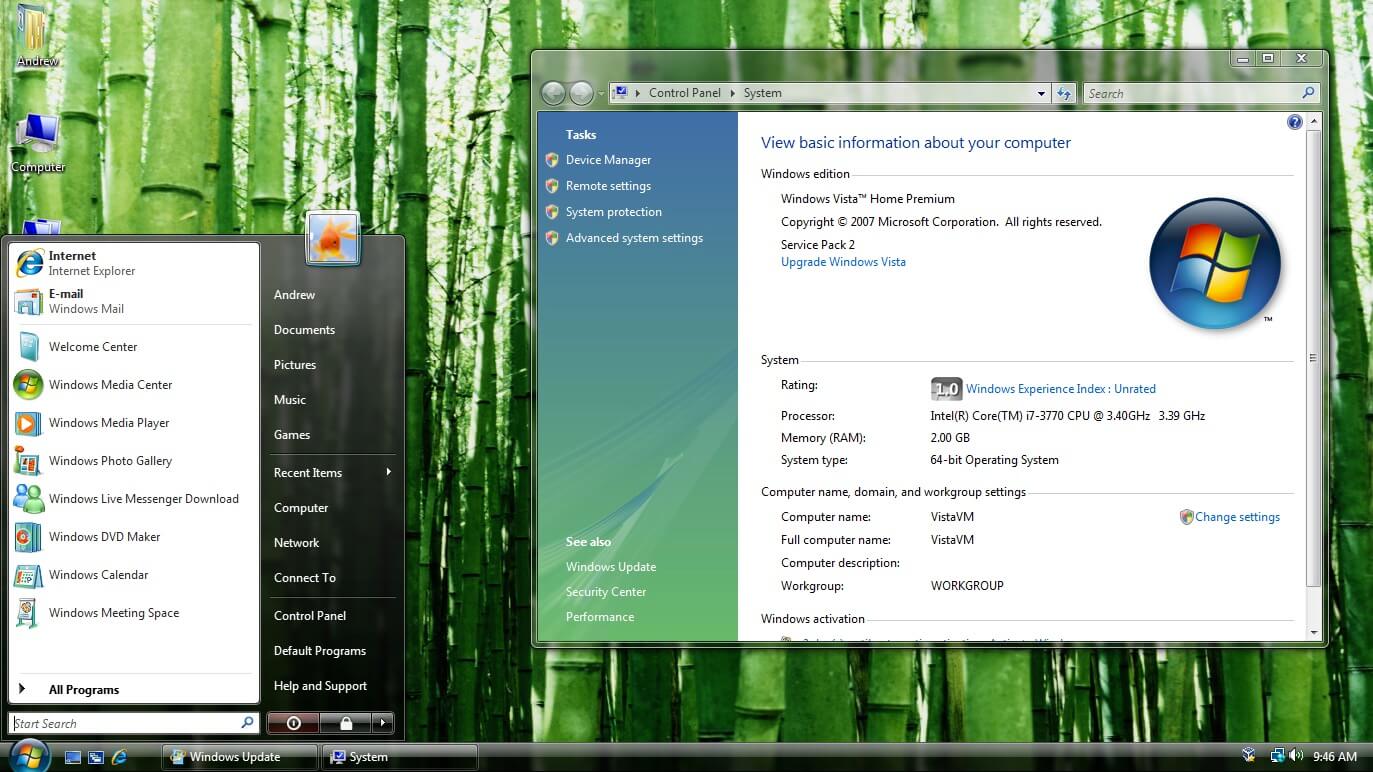 Andrew
Computer
Internet
Internet Explorer
E-mail
Windows Mail
Welcome Center
Windows Media Center
Windows Media Player
Windows Photo Gallery
Windows Live Messenger Download
Windows DVD Maker
Windows Calendar
Windows Meeting Space
All Programs
Start Search
Andrew
Documents
Pictures
Music
Games
Recent Items
Computer
Network
Connect To
Control Panel
Default Programs
Help and Support
Control Panel System
Search
Tasks
Device Manager
Remote settings
System protection
Advanced system settings
See also
Windows Update
Security Center
Performance
View basic information about your computer
Windows edition
Windows Vista™ Home Premium
Copyright © 2007 Microsoft Corporation. All rights reserved.
Service Pack 2
Upgrade Windows Vista
TM
System
Rating: 1.0 Windows Experience Index : Unrated
Processor: Intel(R) Core(TM) i7-3770 CPU @ 3.40GHz 3.39 GHz
Memory (RAM): 2.00 GB
System type: 64-bit Operating System
Computer name, domain, and workgroup settings
Computer name: VistaVM Change settings
Full computer name: VistaVM
Computer description:
Workgroup: WORKGROUP
Windows activation
Windows Update
System
9:46 AM